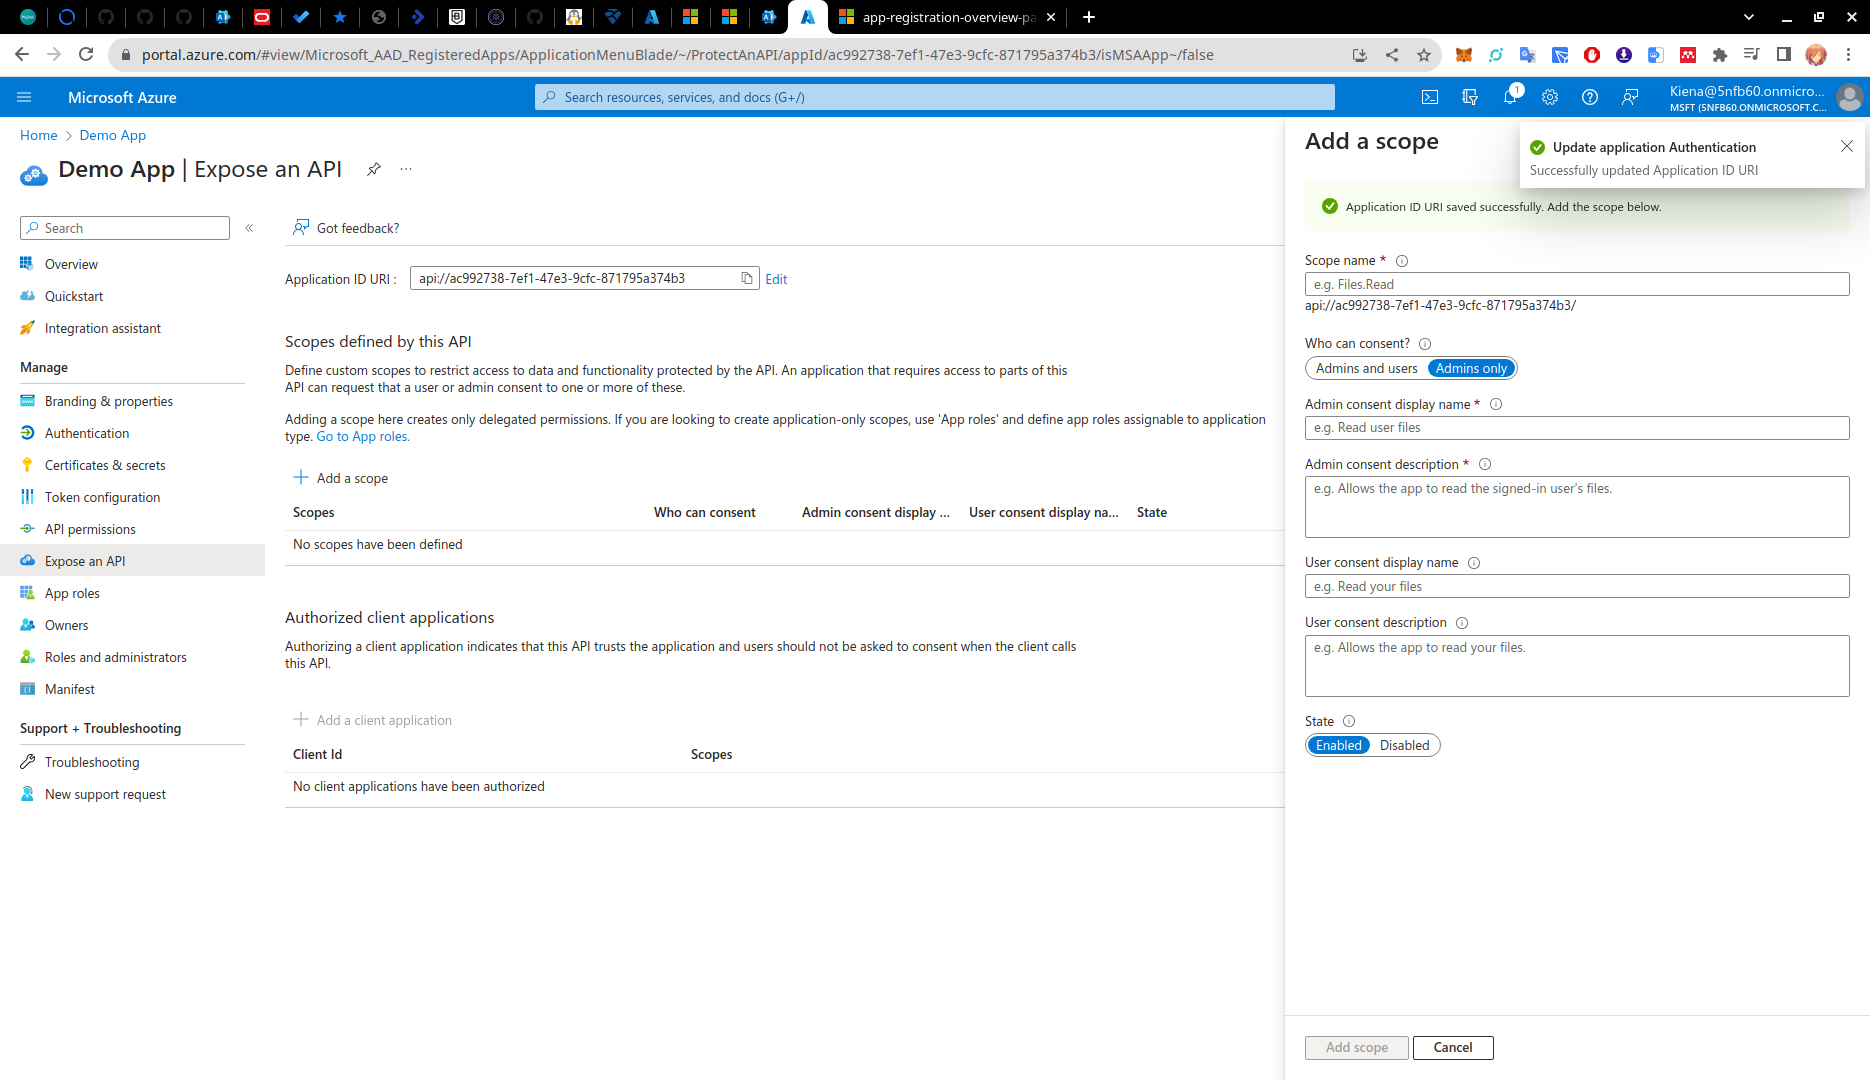 app-registration-overview-pa
portal.azure.com/#view/Microsoft_AAD_RegisteredApps/ApplicationMenuBlade/~/ProtectAnAPI/appId/ac992738-7ef1-47e3-9cfc-871795a374b3/isMSAApp~/false
Microsoft Azure
Search resources, services, and docs (G+/)
1
Kiena@5nfb60.onmicro...
MSFT (5NFB60.ONMICROSOFT.C...
Home > Demo App
Demo App | Expose an API
Search
Overview
Quickstart
Integration assistant
Manage
Branding & properties
Authentication
Certificates & secrets
Token configuration
API permissions
Expose an API
App roles
Owners
Roles and administrators
Manifest
Support + Troubleshooting
Troubleshooting
New support request
Got feedback?
Application ID URI : api://ac992738-7ef1-47e3-9cfc-871795a374b3 Edit
Scopes defined by this API
Define custom scopes to restrict access to data and functionality protected by the API. An application that requires access to parts of this
API can request that a user or admin consent to one or more of these.
Adding a scope here creates only delegated permissions. If you are looking to create application-only scopes, use 'App roles' and define app roles assignable to application
type. Go to App roles.
Add a scope
Scopes Who can consent Admin consent display ... User consent display na... State
No scopes have been defined
Authorized client applications
Authorizing a client application indicates that this API trusts the application and users should not be asked to consent when the client calls
this API.
Add a client application
Client Id Scopes
No client applications have been authorized
Add a scope
Update application Authentication
Successfully updated Application ID URI
Application ID URI saved successfully. Add the scope below.
Scope name *
e.g. Files.Read
api://ac992738-7ef1-47e3-9cfc-871795a374b3/
Who can consent?
Admins and users Admins only
Admin consent display name *
e.g. Read user files
Admin consent description *
e.g. Allows the app to read the signed-in user's files.
User consent display name
e.g. Read your files
User consent description
e.g. Allows the app to read your files.
State
Enabled Disabled
Add scope Cancel